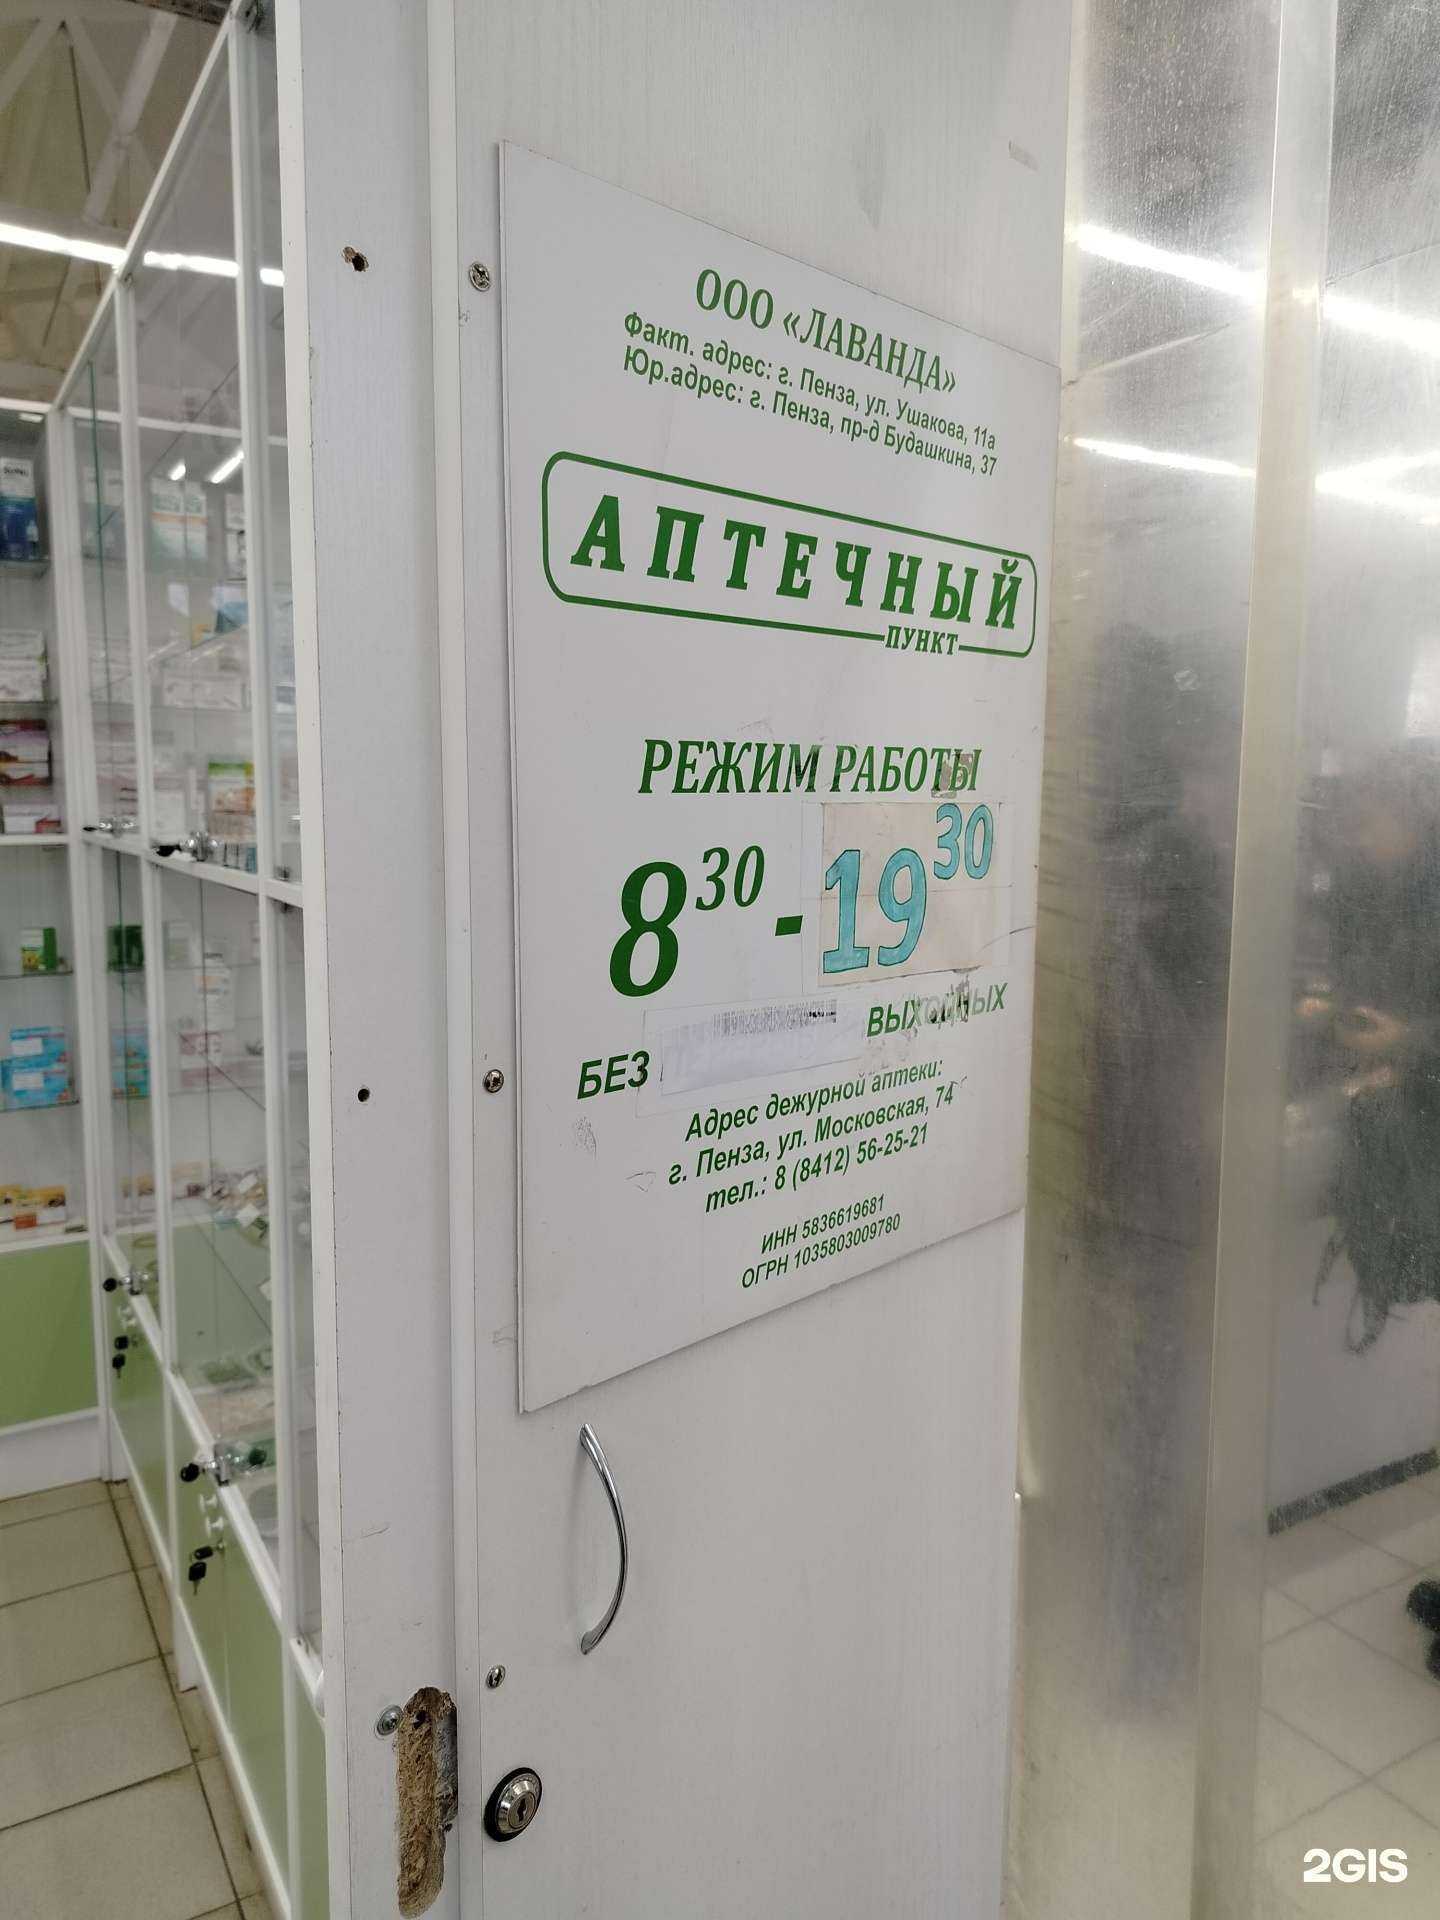 ООО «ЛАВАНДА»
Факт. адрес: г. Пенза, ул. Ушакова, 11а
Юр.адрес: г. Пенза, пр-д Будашкина, 37
АПТЕЧНЫЙ
ПУНКТ
РЕЖИМ РАБОТЫ
8 30 - 19 30
БЕЗ ВЫХОДНЫХ
Адрес дежурной аптеки:
г. Пенза, ул. Московская, 74
тел.: 8 (8412) 56-25-21
ИНН 5836619681
ОГРН 1035803009780
2GIS